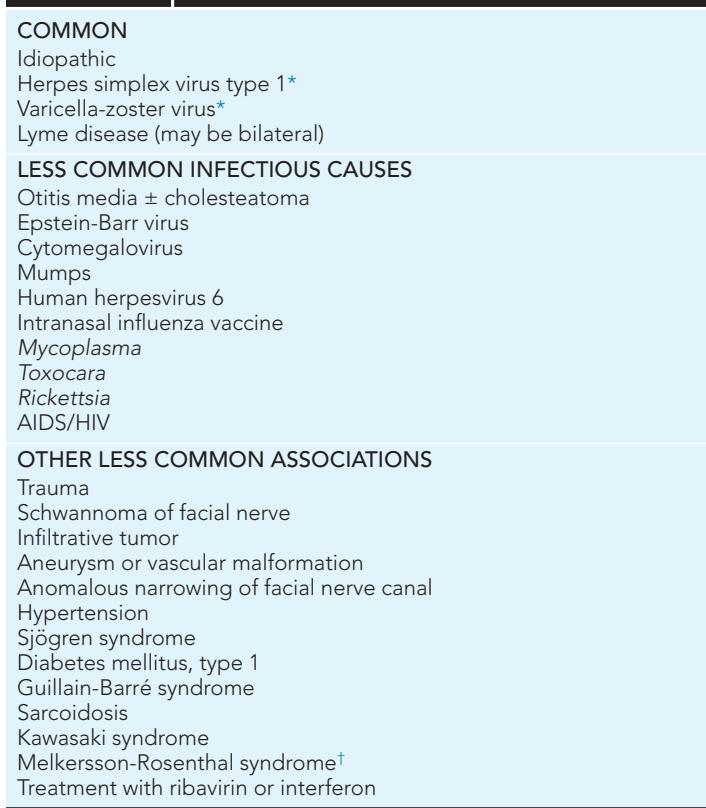 COMMON
Idiopathic
Herpes simplex virus type 1*
Varicella-zoster virus*
Lyme disease (may be bilateral)
LESS COMMON INFECTIOUS CAUSES
Otitis media ± cholesteatoma
Epstein-Barr virus
Cytomegalovirus
Mumps
Human herpesvirus 6
Intranasal influenza vaccine
Mycoplasma
Toxocara
Rickettsia
AIDS/HIV
OTHER LESS COMMON ASSOCIATIONS
Trauma
Schwannoma of facial nerve
Infiltrative tumor
Aneurysm or vascular malformation
Anomalous narrowing of facial nerve canal
Hypertension
Sjögren syndrome
Diabetes mellitus, type 1
Guillain-Barré syndrome
Sarcoidosis
Kawasaki syndrome
Melkersson-Rosenthal syndrome†
Treatment with ribavirin or interferon